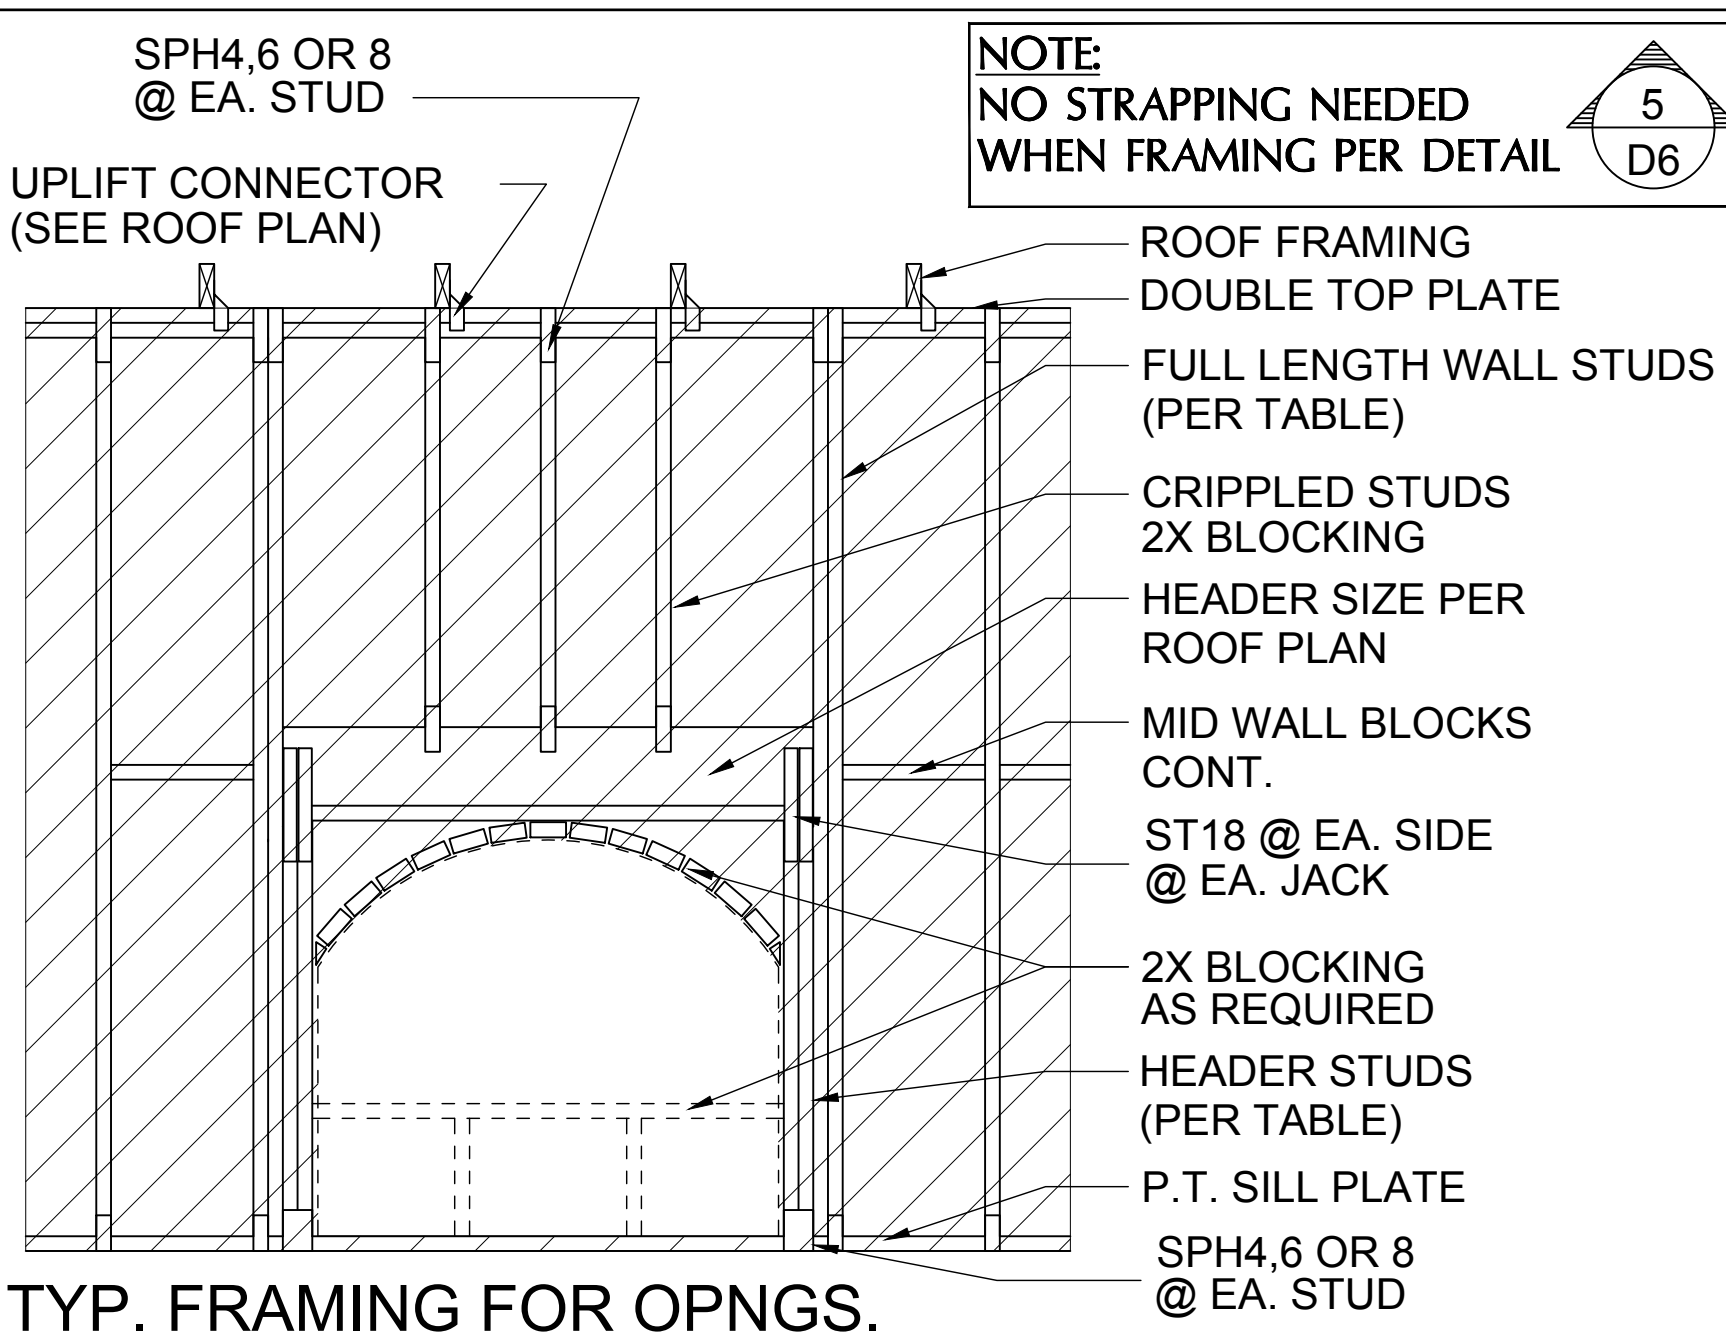 SPH4,6 OR 8
@ EA. STUD
UPLIFT CONNECTOR
(SEE ROOF PLAN)
NOTE:
NO STRAPPING NEEDED
WHEN FRAMING PER DETAIL
5
D6
ROOF FRAMING
DOUBLE TOP PLATE
FULL LENGTH WALL STUDS
(PER TABLE)
CRIPPLED STUDS
2X BLOCKING
HEADER SIZE PER
ROOF PLAN
MID WALL BLOCKS
CONT.
ST18 @ EA. SIDE
@ EA. JACK
2X BLOCKING
AS REQUIRED
HEADER STUDS
(PER TABLE)
P.T. SILL PLATE
SPH4,6 OR 8
@ EA. STUD
TYP. FRAMING FOR OPNGS.